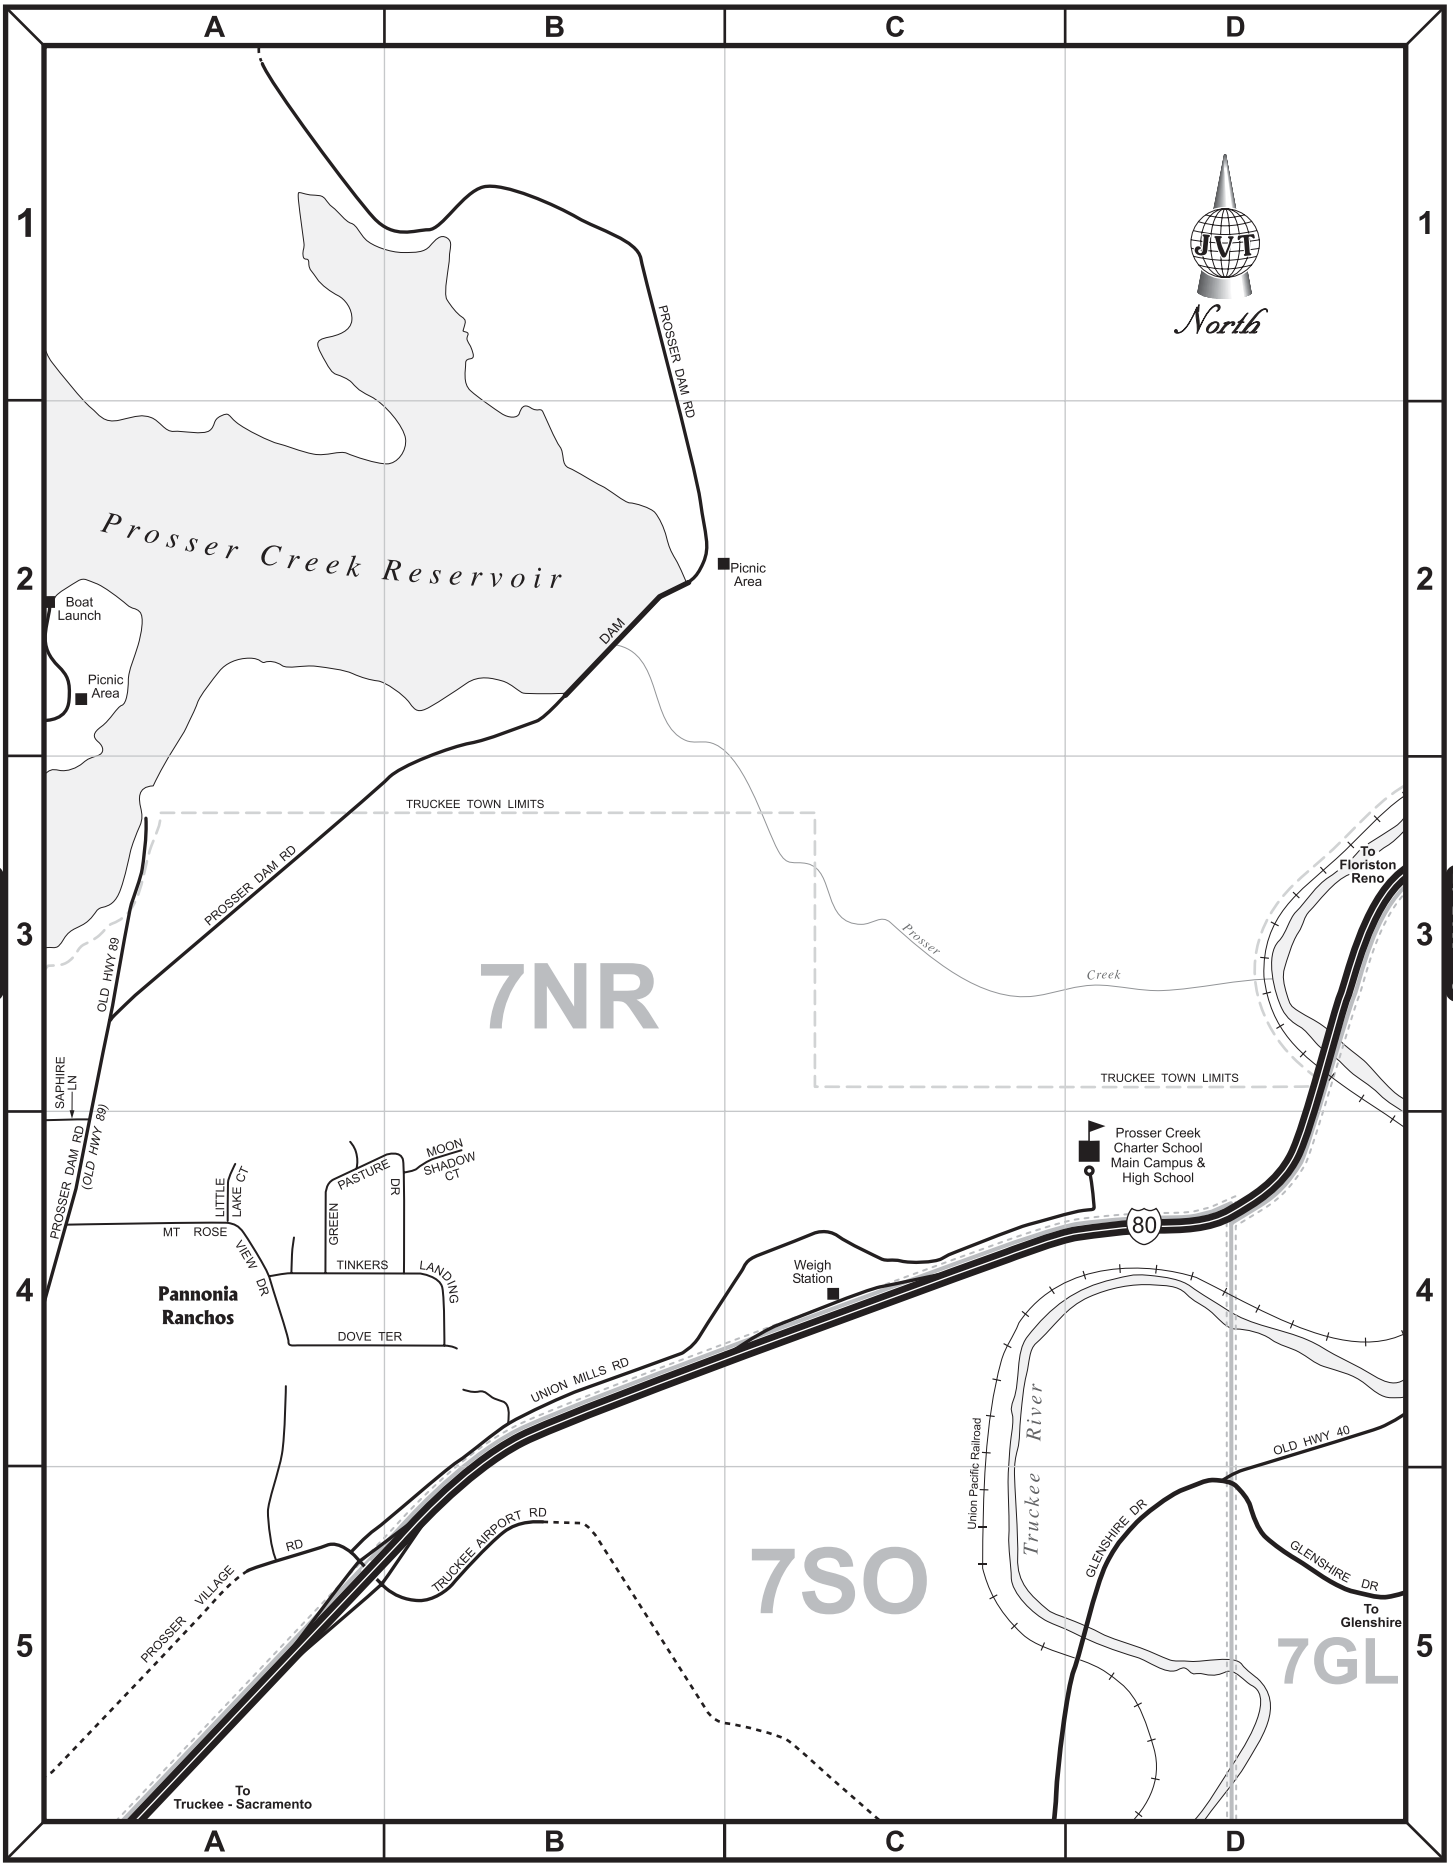 A B C D
1
JVT
North
1
PROSSER DAM RD
Prosser Creek Reservoir
2
Picnic
Area
2
Boat
Launch
DAM
Picnic
Area
TRUCKEE TOWN LIMITS
To
Floriston
Reno
PROSSER DAM RD
3
OLD HWY 89
Prosser
Creek
3
7NR
SAPHIRE
LN
TRUCKEE TOWN LIMITS
PROSSER DAM RD
(OLD HWY 89)
Prosser Creek
Charter School
Main Campus &
High School
MOON
SHADOW
CT
PASTURE
DR
GREEN
LITTLE
LAKE CT
MT ROSE
VIEW DR
80
TINKERS
LANDING
Weigh
Station
4
Pannonia
Ranchos
4
DOVE TER
UNION MILLS RD
Union Pacific Railroad
Truckee River
OLD HWY 40
PROSSER VILLAGE
RD
TRUCKEE AIRPORT RD
GLENSHIRE DR
GLENSHIRE DR
7SO
To
Glenshire
5
7GL
5
To
Truckee - Sacramento
A B C D